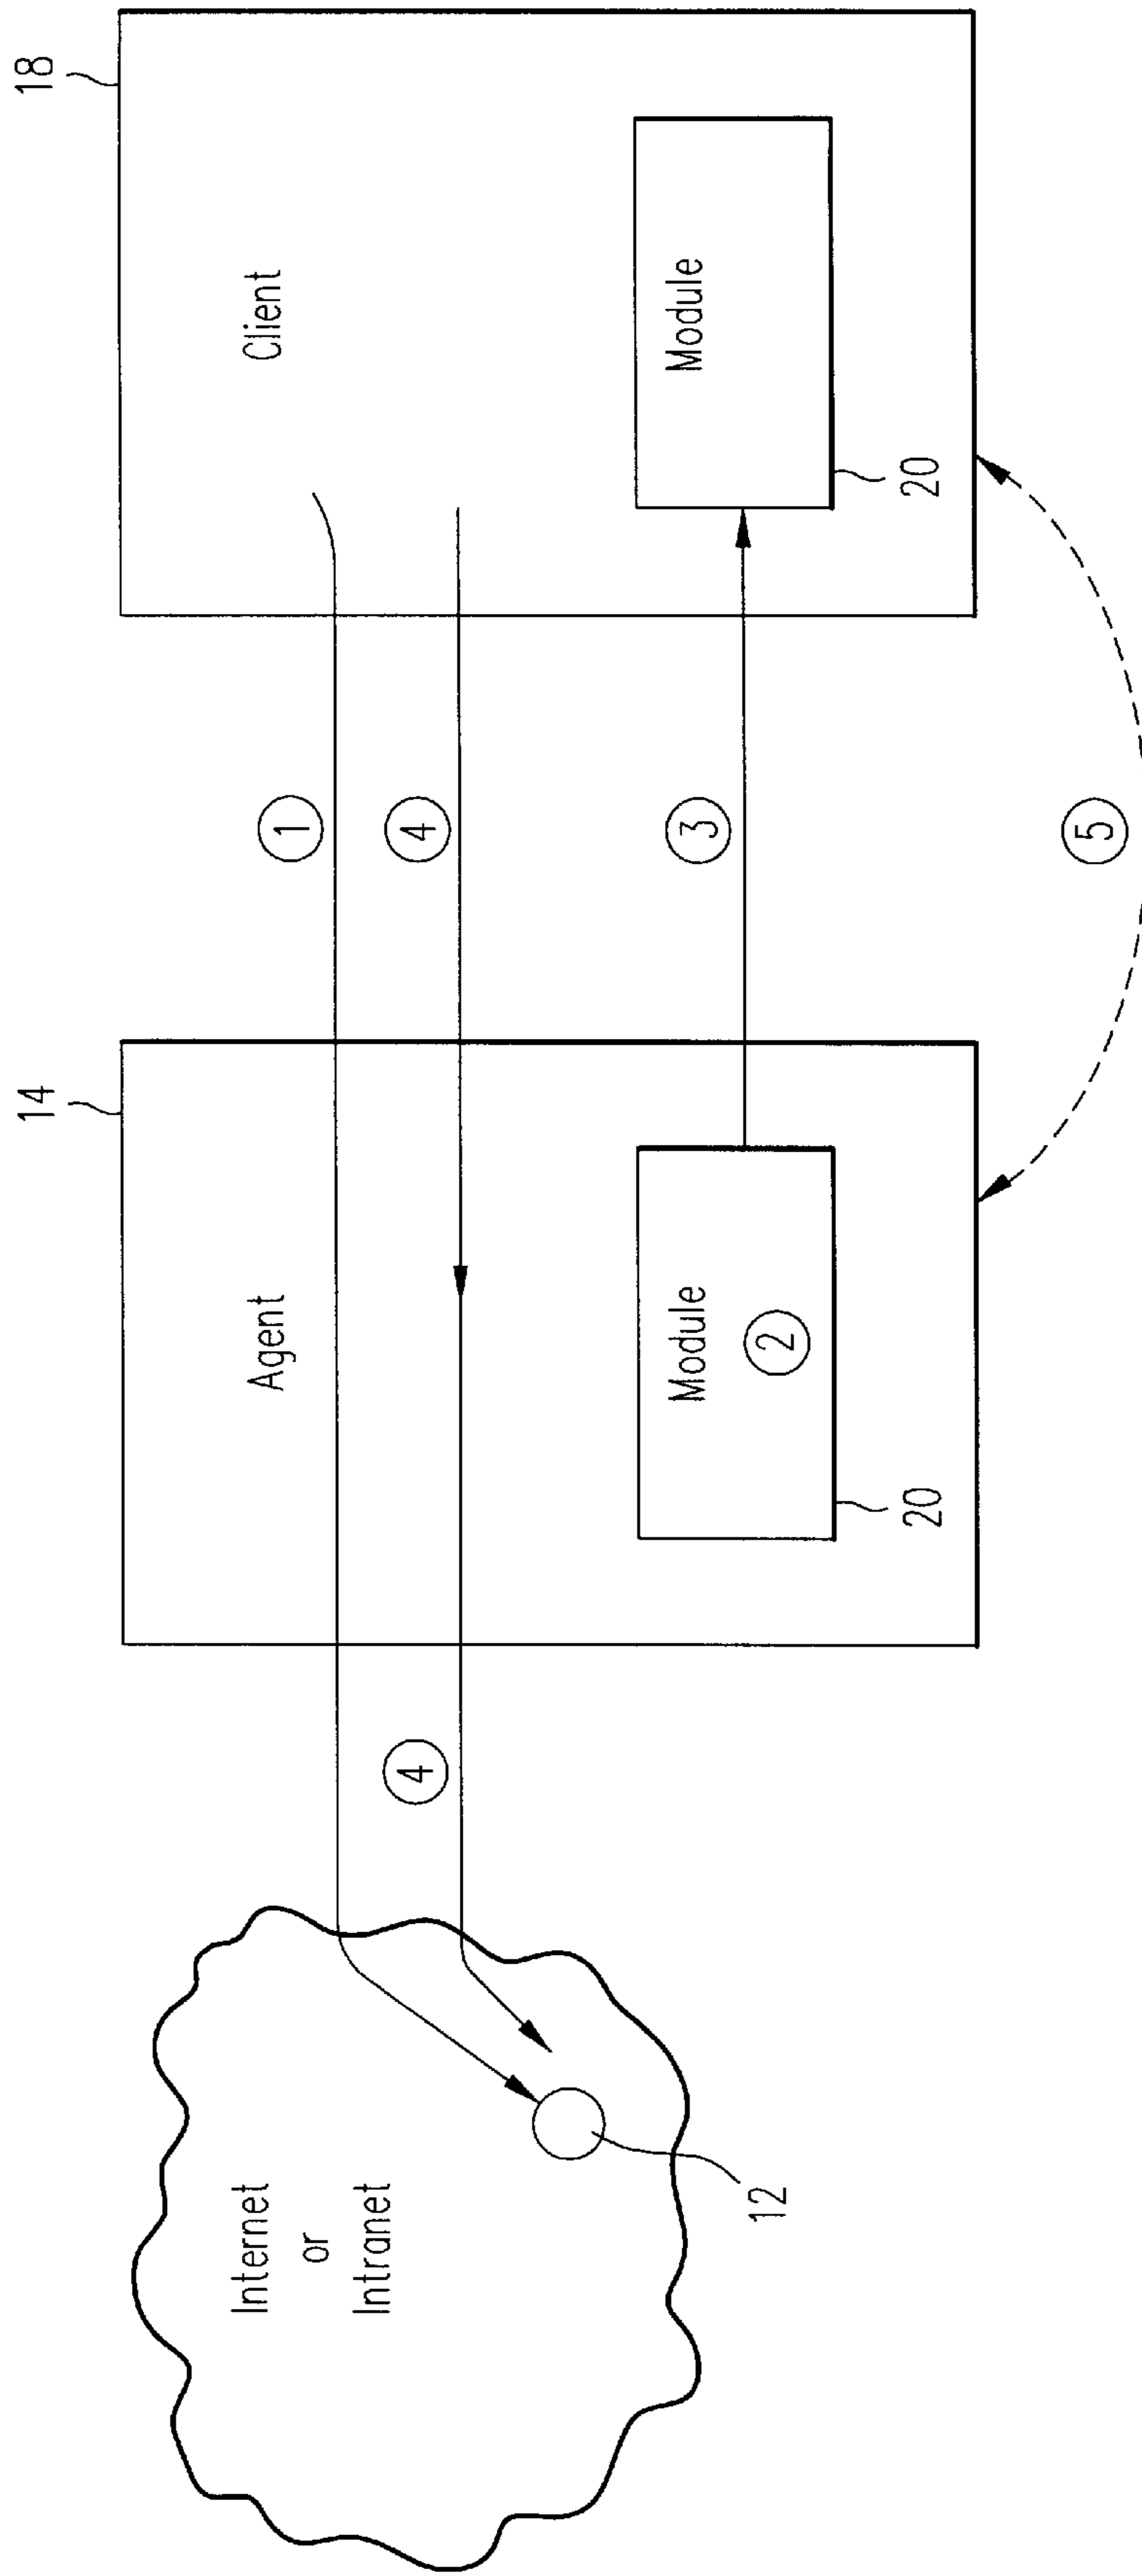 Internet
or
Intranet
12
4
14
Agent
Module
2
20
1
4
3
5
18
Client
Module
20